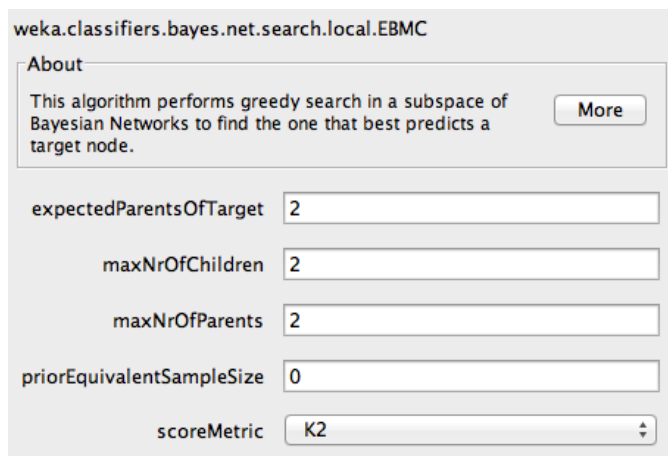 weka.classifiers.bayes.net.search.local.EBMC
About
This algorithm performs greedy search in a subspace of
Bayesian Networks to find the one that best predicts a
target node.
More
expectedParentsOfTarget 2
maxNrOfChildren 2
maxNrOfParents 2
priorEquivalentSampleSize 0
scoreMetric K2